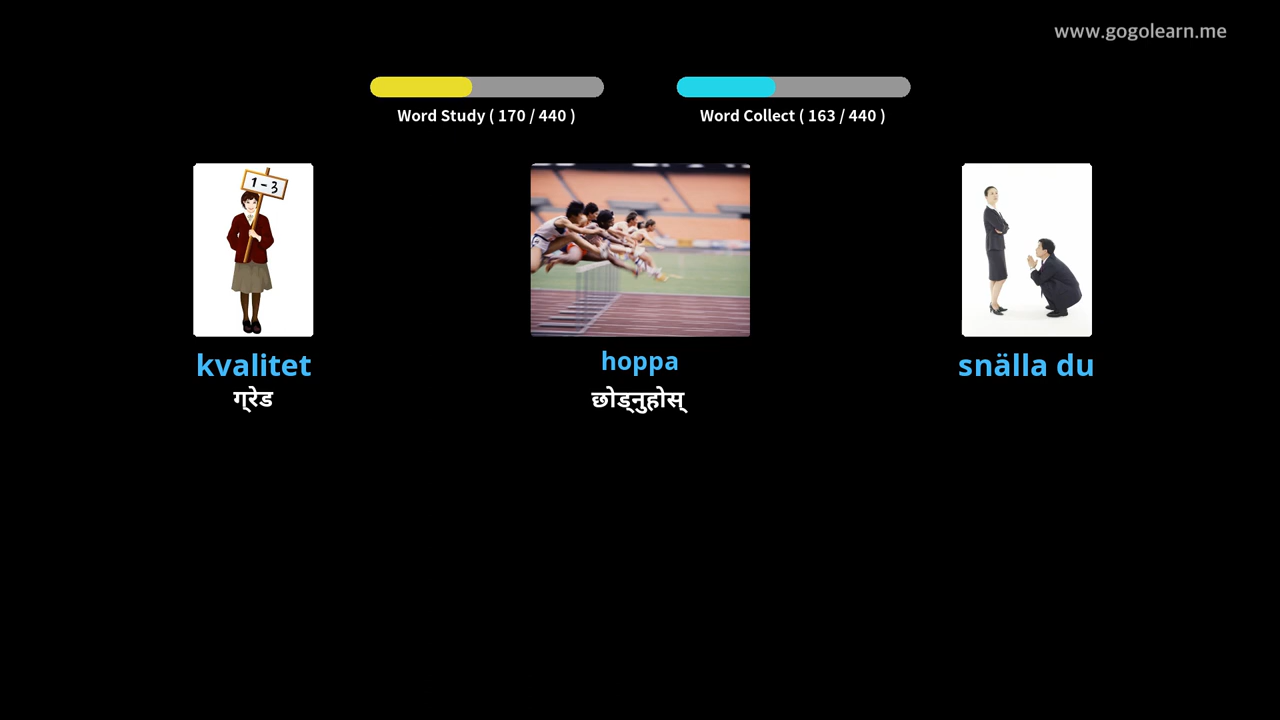 www.gogolearn.me
Word Study ( 170 / 440 )
Word Collect ( 163 / 440 )
1-3
kvalitet
hoppa
snälla du
ग्रेड
छोड्नुहोस्